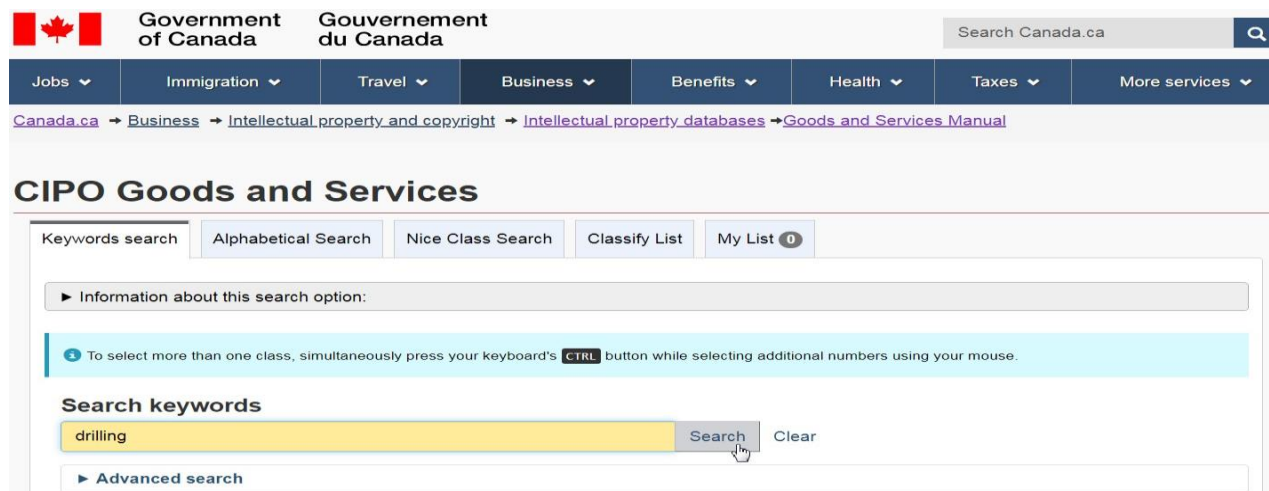 Government of Canada
Gouvernement du Canada
Search Canada.ca
Jobs Immigration Travel Business Benefits Health Taxes More services
Canada.ca → Business → Intellectual property and copyright → Intellectual property databases →Goods and Services Manual
CIPO Goods and Services
Keywords search Alphabetical Search Nice Class Search Classify List My List 0
► Information about this search option:
To select more than one class, simultaneously press your keyboard's CTRL button while selecting additional numbers using your mouse.
Search keywords
drilling Search Clear
► Advanced search